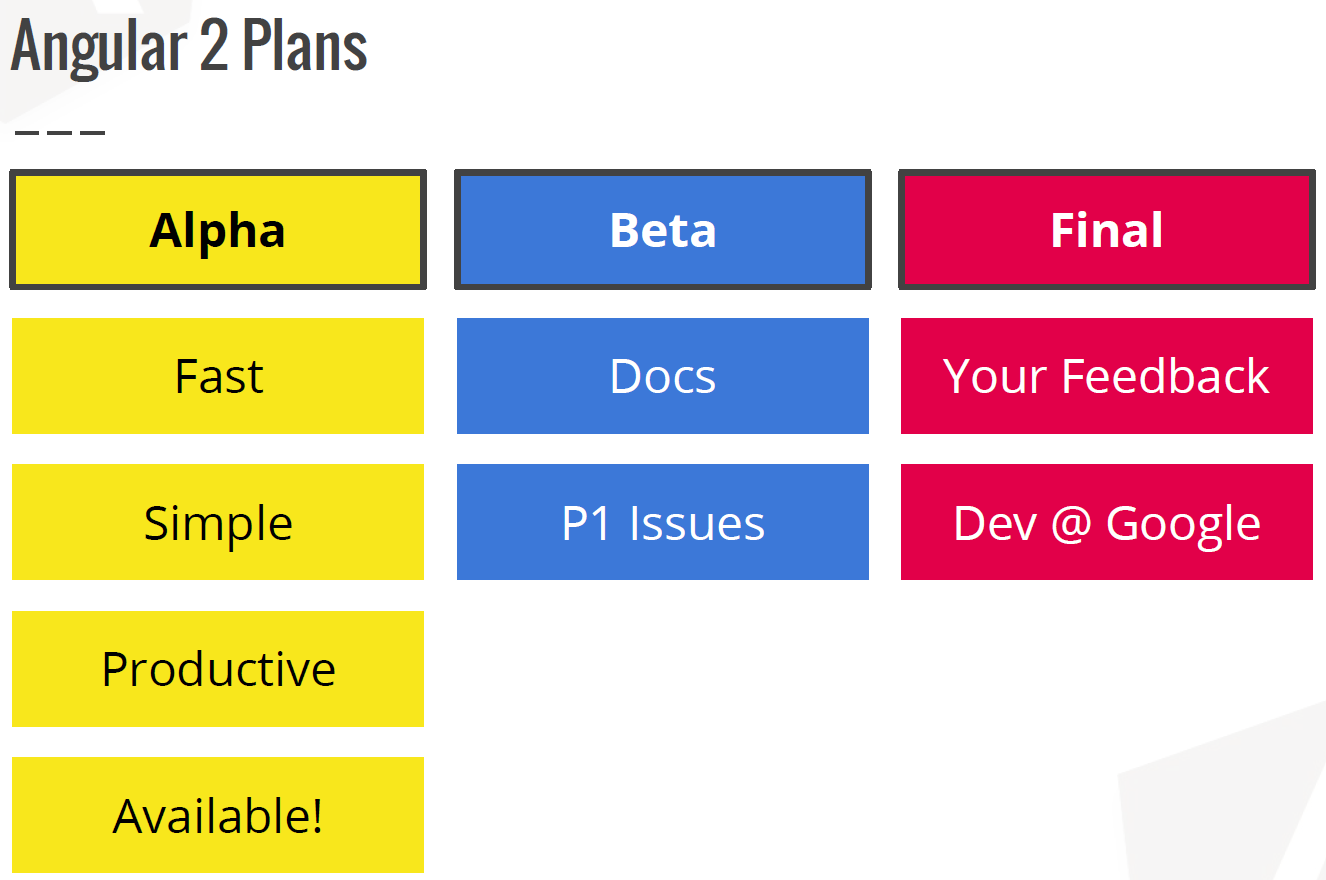 Angular 2 Plans
Alpha
Fast
Simple
Productive
Available!
Beta
Docs
P1 Issues
Final
Your Feedback
Dev @ Google